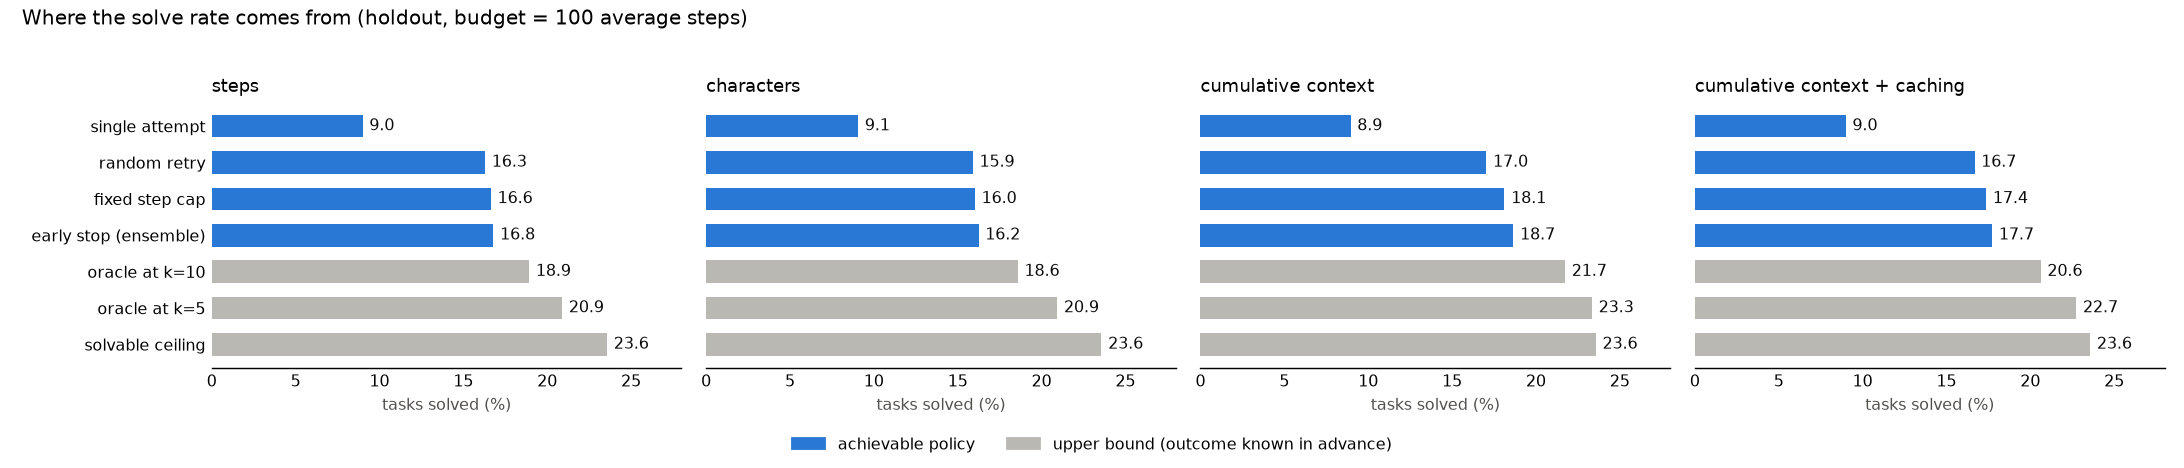 Where the solve rate comes from (holdout, budget = 100 average steps)
steps
single attempt 9.0
random retry 16.3
fixed step cap 16.6
early stop (ensemble) 16.8
oracle at k=10 18.9
oracle at k=5 20.9
solvable ceiling 23.6
0 5 10 15 20 25
tasks solved (%)
characters
9.1
15.9
16.0
16.2
18.6
20.9
23.6
0 5 10 15 20 25
tasks solved (%)
cumulative context
8.9
17.0
18.1
18.7
21.7
23.3
23.6
0 5 10 15 20 25
tasks solved (%)
cumulative context + caching
9.0
16.7
17.4
17.7
20.6
22.7
23.6
0 5 10 15 20 25
tasks solved (%)
achievable policy
upper bound (outcome known in advance)